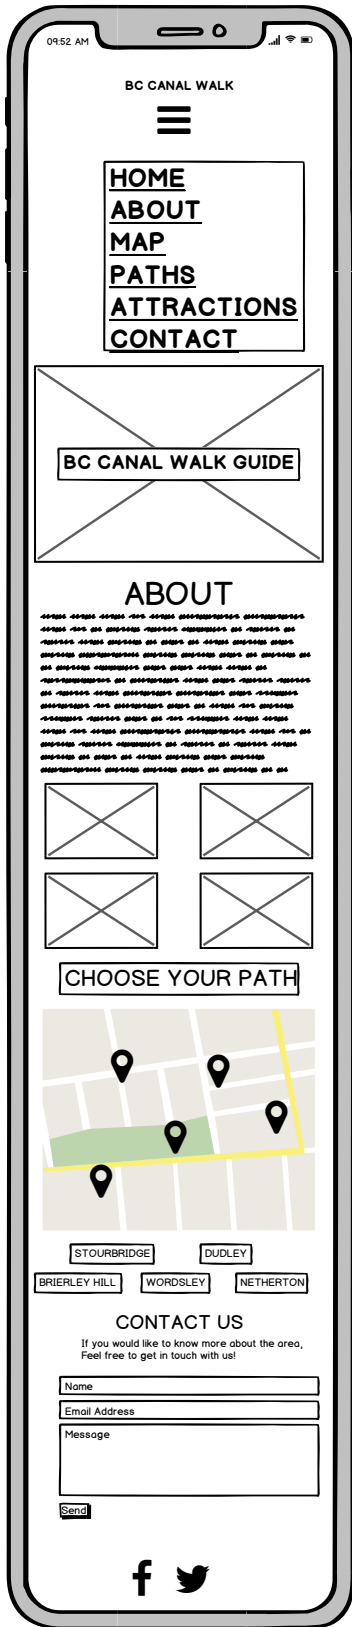 09:52 AM
BC CANAL WALK
HOME
ABOUT
MAP
PATHS
ATTRACTIONS
CONTACT
BC CANAL WALK GUIDE
ABOUT
CHOOSE YOUR PATH
STOURBRIDGE
DUDLEY
BRIERLEY HILL
WORDSLEY
NETHERTON
CONTACT US
If you would like to know more about the area,
Feel free to get in touch with us!
Name
Email Address
Message
Send